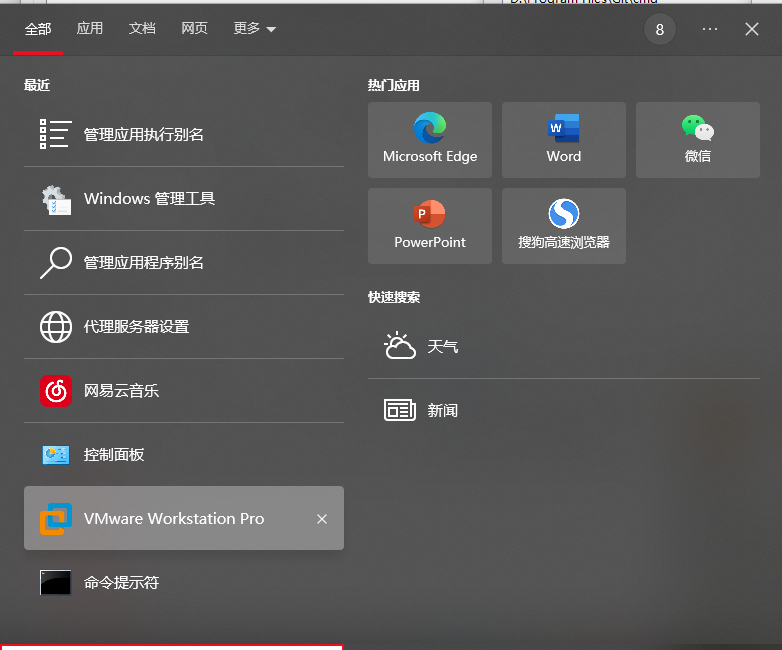 D:\Program Files\Git\cmd
全部
应用
文档
网页
更多
8
最近
管理应用执行别名
Windows 管理工具
管理应用程序别名
代理服务器设置
网易云音乐
控制面板
VMware Workstation Pro
命令提示符
热门应用
Microsoft Edge
Word
微信
PowerPoint
搜狗高速浏览器
快速搜索
天气
新闻